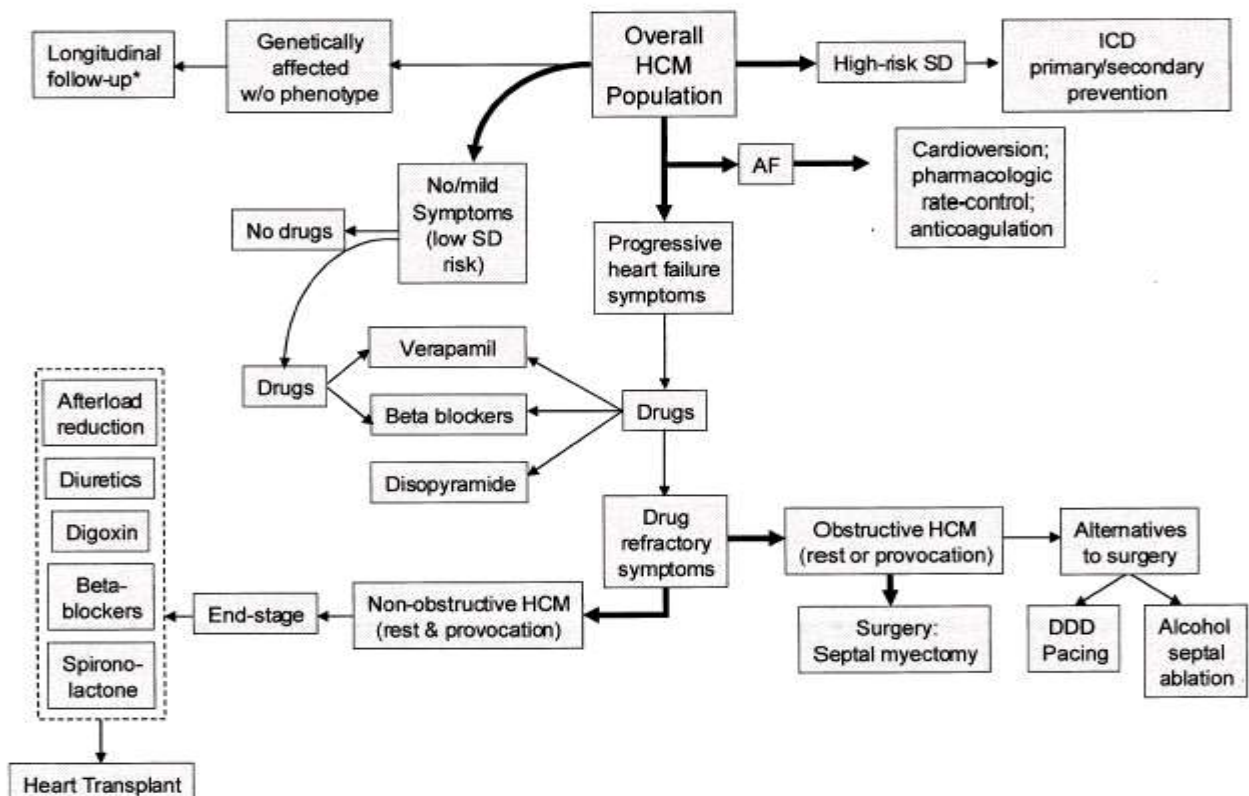 Overall
HCM
Population
High-risk SD
ICD
primary/secondary
prevention
Genetically
affected
w/o phenotype
Longitudinal
follow-up*
AF
Cardioversion;
pharmacologic
rate-control;
anticoagulation
No/mild
Symptoms
(low SD
risk)
No drugs
Progressive
heart failure
symptoms
Drugs
Verapamil
Beta blockers
Disopyramide
Drugs
Drug
refractory
symptoms
Obstructive HCM
(rest or provocation)
Alternatives
to surgery
Surgery:
Septal myectomy
DDD
Pacing
Alcohol
septal
ablation
Non-obstructive HCM
(rest & provocation)
End-stage
Afterload
reduction
Diuretics
Digoxin
Beta-
blockers
Spirono-
lactone
Heart Transplant